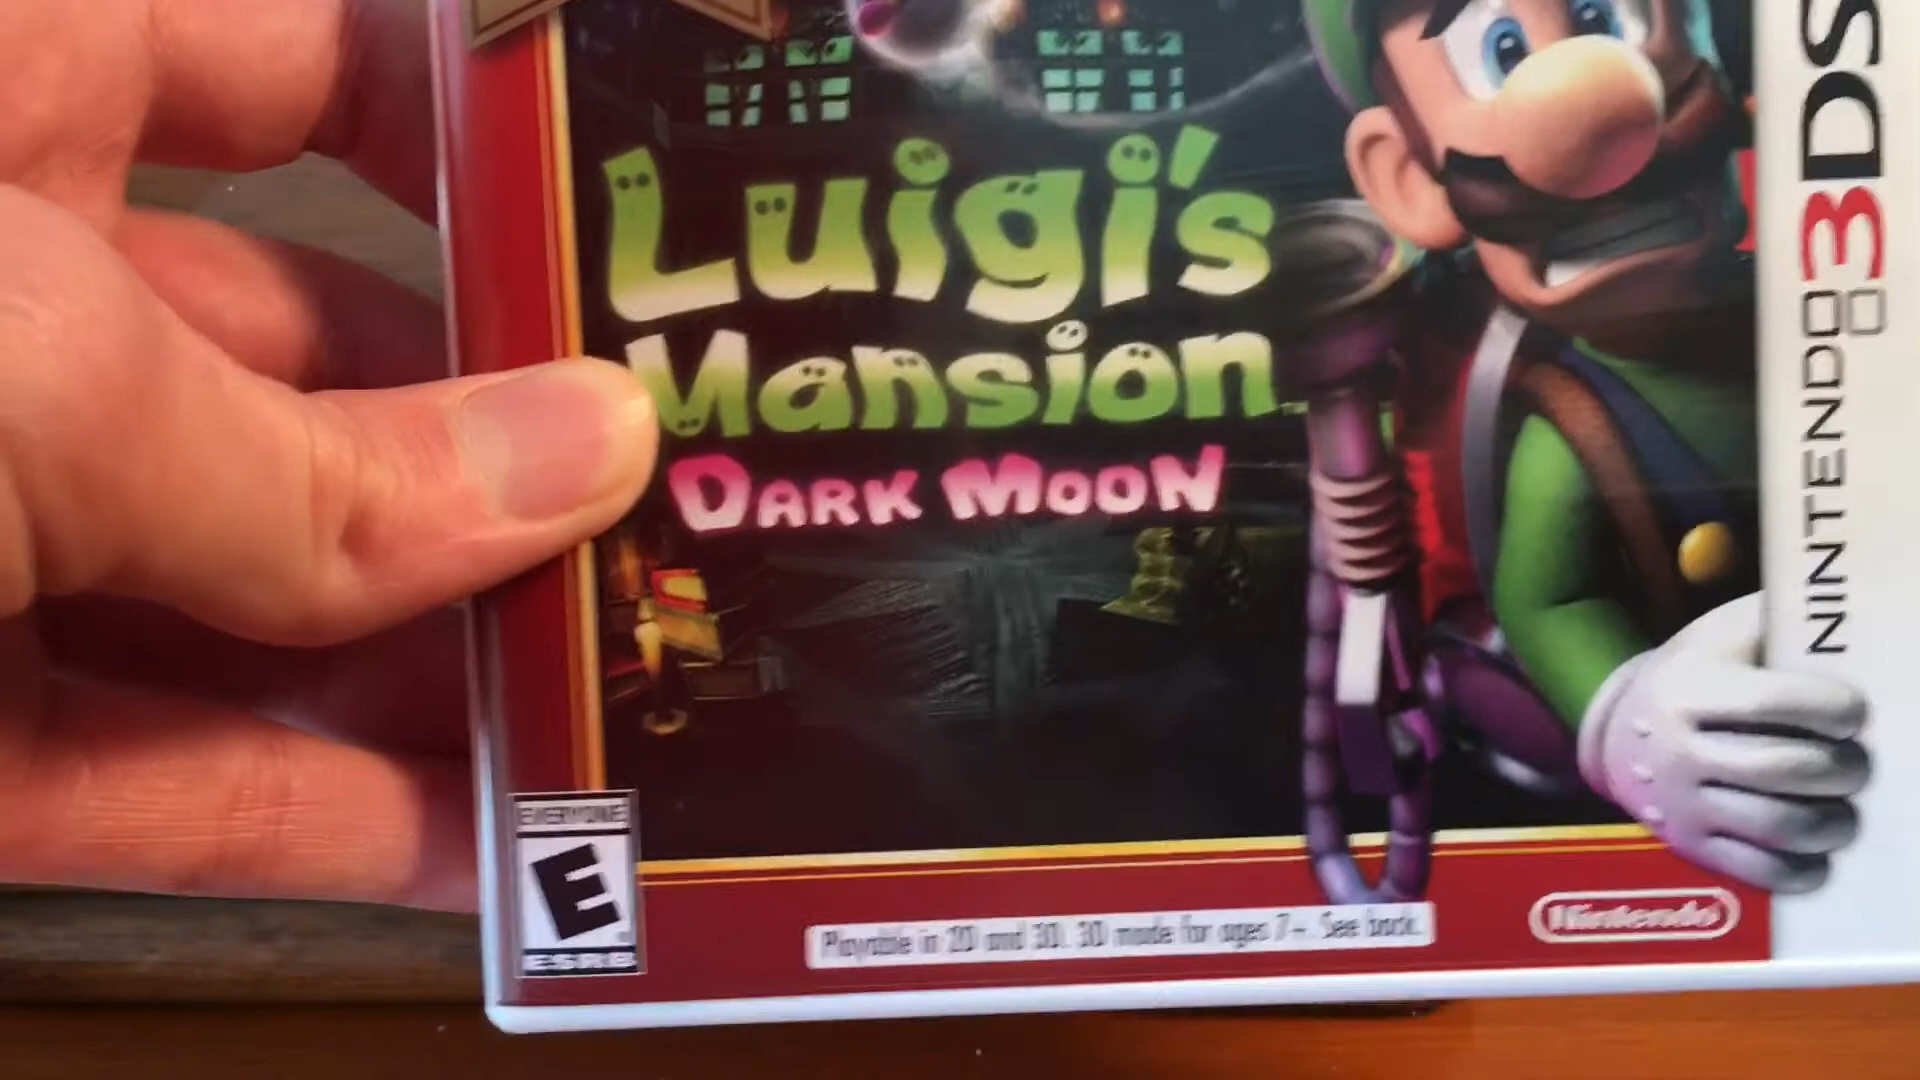 Luigi's
Mansion
DARK MOON
NINTENDO 3DS
EVERYONE
E
ESRB
Playable in 2D and 3D. 3D mode for ages 7+. See back.
Nintendo